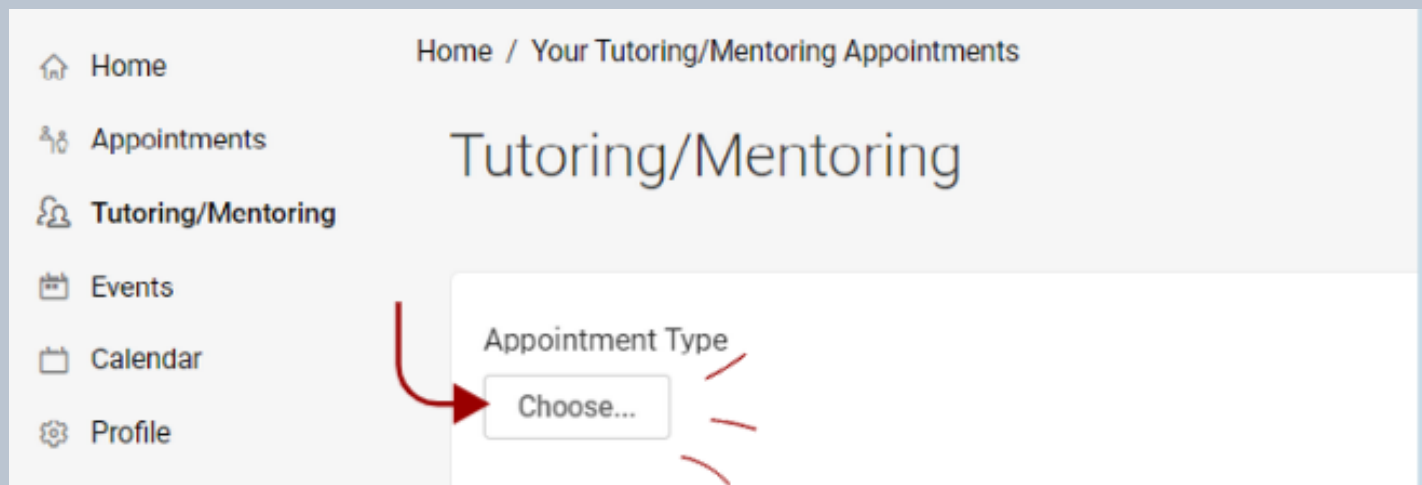 Home
Appointments
Tutoring/Mentoring
Events
Calendar
Profile
Home / Your Tutoring/Mentoring Appointments
Tutoring/Mentoring
Appointment Type
Choose...